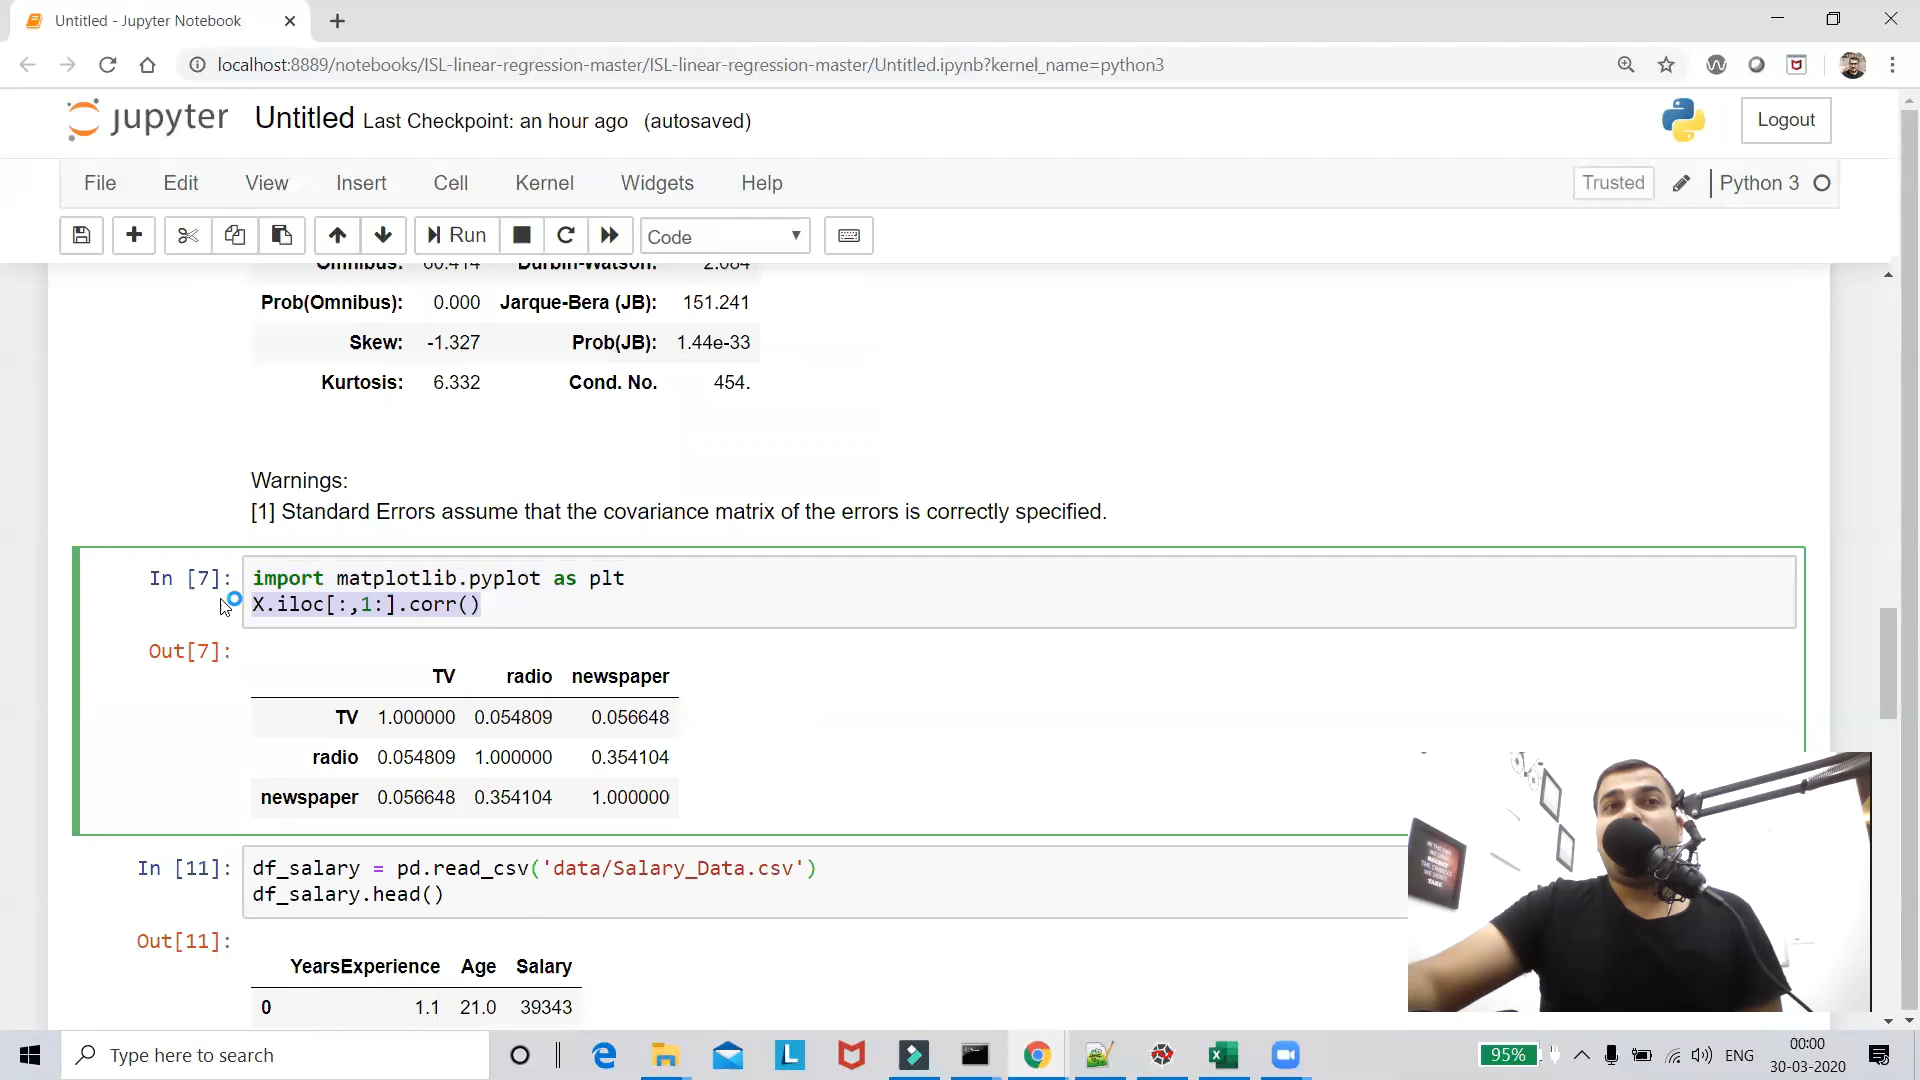 Untitled - Jupyter Notebook
localhost:8889/notebooks/ISL-linear-regression-master/ISL-linear-regression-master/Untitled.ipynb?kernel_name=python3
jupyter Untitled Last Checkpoint: an hour ago (autosaved) Logout
File Edit View Insert Cell Kernel Widgets Help Trusted Python 3
Run Code
Omnibus: 60.414 Durbin-Watson: 2.084
Prob(Omnibus): 0.000 Jarque-Bera (JB): 151.241
Skew: -1.327 Prob(JB): 1.44e-33
Kurtosis: 6.332 Cond. No. 454.
Warnings:
[1] Standard Errors assume that the covariance matrix of the errors is correctly specified.
In [7]: import matplotlib.pyplot as plt
X.iloc[:,1:].corr()
Out[7]:
TV radio newspaper
TV 1.000000 0.054809 0.056648
radio 0.054809 1.000000 0.354104
newspaper 0.056648 0.354104 1.000000
In [11]: df_salary = pd.read_csv('data/Salary_Data.csv')
df_salary.head()
Out[11]:
YearsExperience Age Salary
0 1.1 21.0 39343
Type here to search
95%
ENG
00:00
30-03-2020